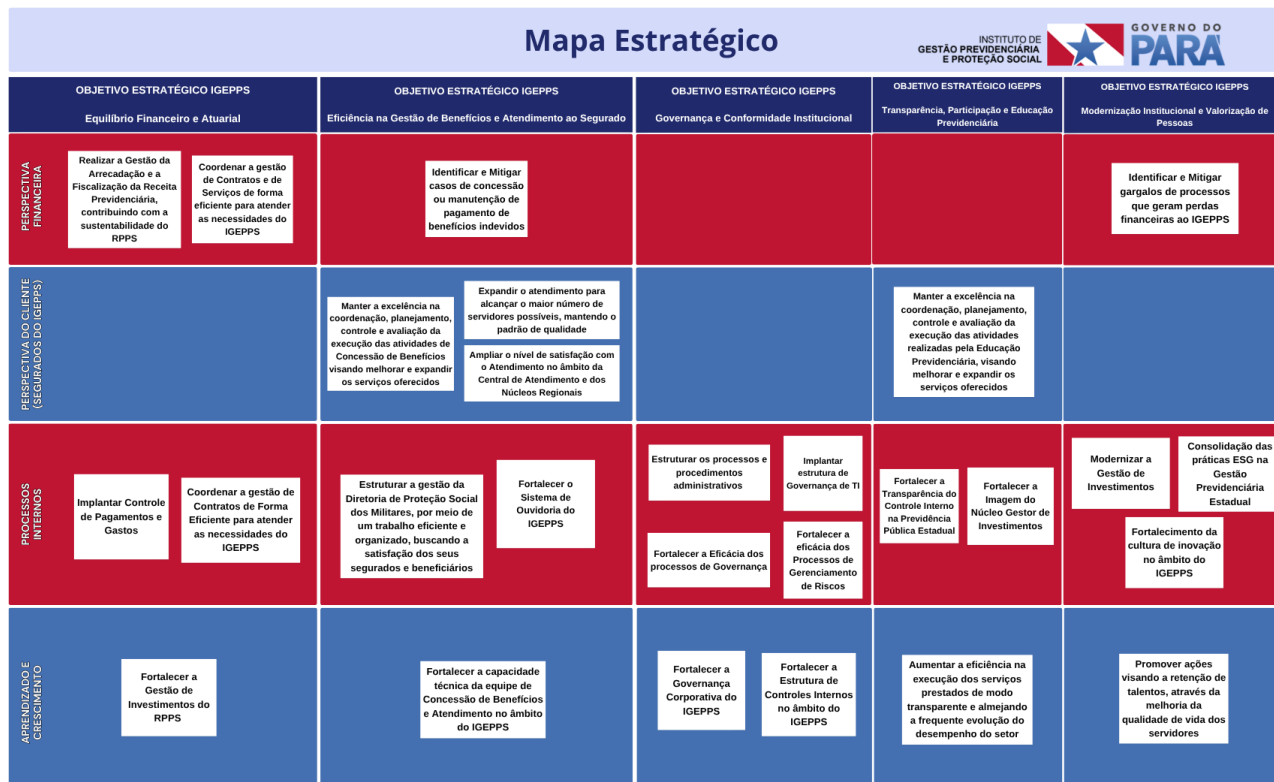 Mapa Estratégico
INSTITUTO DE
GESTÃO PREVIDENCIÁRIA
E PROTEÇÃO SOCIAL
GOVERNO DO
PARÁ
OBJETIVO ESTRATÉGICO IGEPPS
Equilíbrio Financeiro e Atuarial
OBJETIVO ESTRATÉGICO IGEPPS
Eficiência na Gestão de Benefícios e Atendimento ao Segurado
OBJETIVO ESTRATÉGICO IGEPPS
Governança e Conformidade Institucional
OBJETIVO ESTRATÉGICO IGEPPS
Transparência, Participação e Educação
Previdenciária
OBJETIVO ESTRATÉGICO IGEPPS
Modernização Institucional e Valorização de
Pessoas
PERSPECTIVA
FINANCEIRA
Realizar a Gestão da
Arrecadação e a
Fiscalização da Receita
Previdenciária,
contribuindo com a
sustentabilidade do
RPPS
Coordenar a gestão
de Contratos e de
Serviços de forma
eficiente para atender
as necessidades do
IGEPPS
Identificar e Mitigar
casos de concessão
ou manutenção de
pagamento de
benefícios indevidos
Identificar e Mitigar
gargalos de processos
que geram perdas
financeiras ao IGEPPS
PERSPECTIVA DO CLIENTE
(SEGURADOS DO IGEPPS)
Manter a excelência na
coordenação, planejamento,
controle e avaliação da
execução das atividades de
Concessão de Benefícios
visando melhorar e expandir
os serviços oferecidos
Expandir o atendimento para
alcançar o maior número de
servidores possíveis, mantendo o
padrão de qualidade
Ampliar o nível de satisfação com
o Atendimento no âmbito da
Central de Atendimento e dos
Núcleos Regionais
Manter a excelência na
coordenação, planejamento,
controle e avaliação da
execução das atividades
realizadas pela Educação
Previdenciária, visando
melhorar e expandir os
serviços oferecidos
PROCESSOS
INTERNOS
Implantar Controle
de Pagamentos e
Gastos
Coordenar a gestão de
Contratos de Forma
Eficiente para atender
as necessidades do
IGEPPS
Estruturar a gestão da
Diretoria de Proteção Social
dos Militares, por meio de
um trabalho eficiente e
organizado, buscando a
satisfação dos seus
segurados e beneficiários
Fortalecer o
Sistema de
Ouvidoria do
IGEPPS
Estruturar os processos e
procedimentos
administrativos
Implantar
estrutura de
Governança de TI
Fortalecer a Eficácia dos
processos de Governança
Fortalecer a
eficácia dos
Processos de
Gerenciamento
de Riscos
Fortalecer a
Transparência do
Controle Interno
na Previdência
Pública Estadual
Fortalecer a
Imagem do
Núcleo Gestor de
Investimentos
Modernizar a
Gestão de
Investimentos
Consolidação das
práticas ESG na
Gestão
Previdenciária
Estadual
Fortalecimento da
cultura de inovação
no âmbito do
IGEPPS
APRENDIZADO E
CRESCIMENTO
Fortalecer a
Gestão de
Investimentos do
RPPS
Fortalecer a capacidade
técnica da equipe de
Concessão de Benefícios
e Atendimento no âmbito
do IGEPPS
Fortalecer a
Governança
Corporativa do
IGEPPS
Fortalecer a
Estrutura de
Controles Internos
no âmbito do
IGEPPS
Aumentar a eficiência na
execução dos serviços
prestados de modo
transparente e almejando
a frequente evolução do
desempenho do setor
Promover ações
visando a retenção de
talentos, através da
melhoria da
qualidade de vida dos
servidores